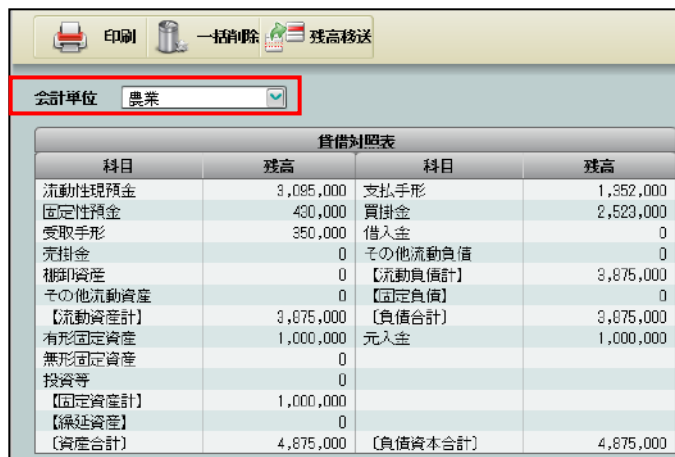 印刷 一括削除 残高移送
会計単位 農業
貸借対照表
科目 残高 科目 残高
流動性現預金 3,095,000 支払手形 1,352,000
固定性預金 430,000 買掛金 2,523,000
受取手形 350,000 借入金 0
売掛金 0 その他流動負債 0
棚卸資産 0 【流動負債計】 3,875,000
その他流動資産 0 【固定負債】 0
【流動資産計】 3,875,000 〔負債合計〕 3,875,000
有形固定資産 1,000,000 元入金 1,000,000
無形固定資産 0
投資等 0
【固定資産計】 1,000,000
【繰延資産】 0
〔資産合計〕 4,875,000 〔負債資本合計〕 4,875,000